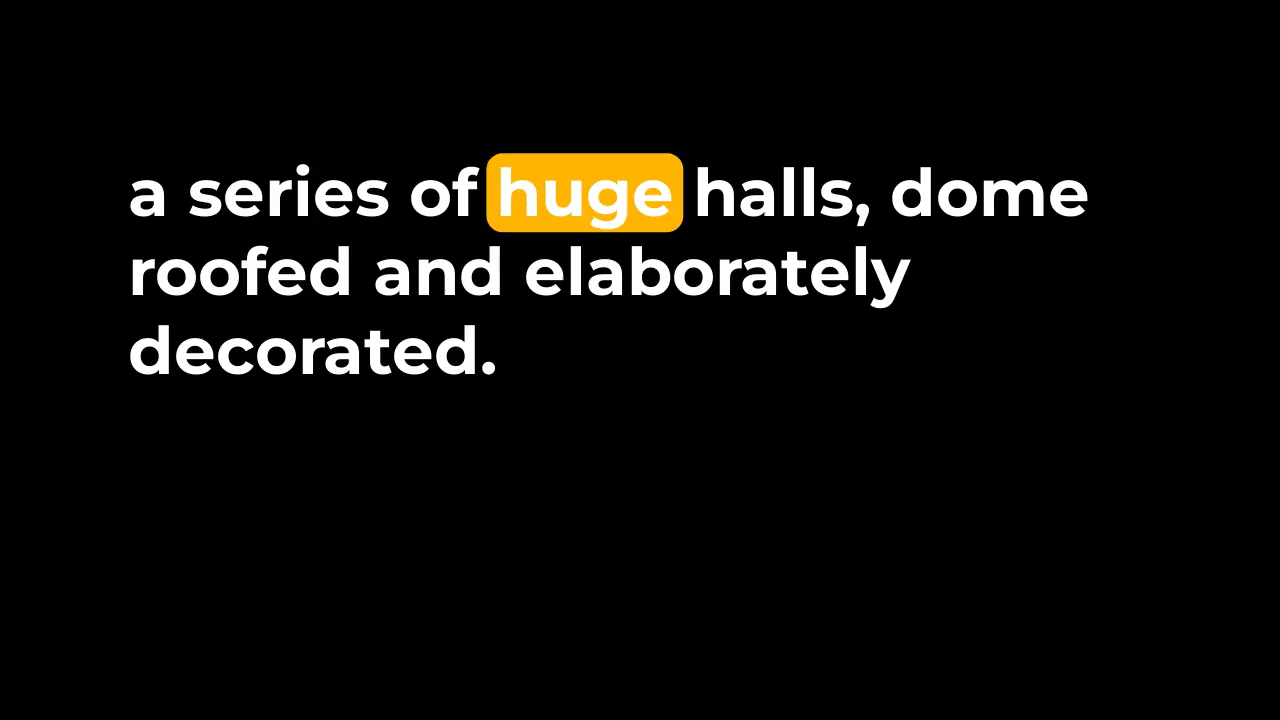 a series of huge halls, dome
roofed and elaborately
decorated.